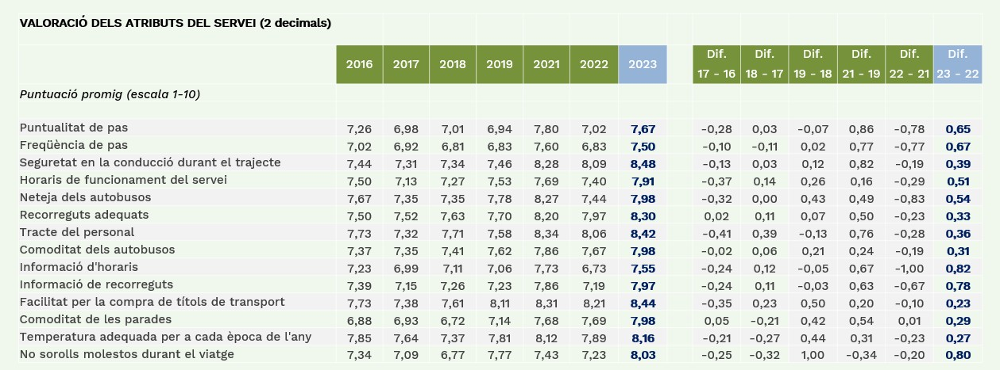 VALORACIÓ DELS ATRIBUTS DEL SERVEI (2 decimals)
2016 2017 2018 2019 2021 2022 2023 Dif. 17 - 16 Dif. 18 - 17 Dif. 19 - 18 Dif. 21 - 19 Dif. 22 - 21 Dif. 23 - 22
Puntuació promig (escala 1-10)
Puntualitat de pas 7,26 6,98 7,01 6,94 7,80 7,02 7,67 -0,28 0,03 -0,07 0,86 -0,78 0,65
Freqüència de pas 7,02 6,92 6,81 6,83 7,60 6,83 7,50 -0,10 -0,11 0,02 0,77 -0,77 0,67
Seguretat en la conducció durant el trajecte 7,44 7,31 7,34 7,46 8,28 8,09 8,48 -0,13 0,03 0,12 0,82 -0,19 0,39
Horaris de funcionament del servei 7,50 7,13 7,27 7,53 7,69 7,40 7,91 -0,37 0,14 0,26 0,16 -0,29 0,51
Neteja dels autobusos 7,67 7,35 7,35 7,78 8,27 7,44 7,98 -0,32 0,00 0,43 0,49 -0,83 0,54
Recorreguts adequats 7,50 7,52 7,63 7,70 8,20 7,97 8,30 0,02 0,11 0,07 0,50 -0,23 0,33
Tracte del personal 7,73 7,32 7,71 7,58 8,34 8,06 8,42 -0,41 0,39 -0,13 0,76 -0,28 0,36
Comoditat dels autobusos 7,37 7,35 7,41 7,62 7,86 7,67 7,98 -0,02 0,06 0,21 0,24 -0,19 0,31
Informació d'horaris 7,23 6,99 7,11 7,06 7,73 6,73 7,55 -0,24 0,12 -0,05 0,67 -1,00 0,82
Informació de recorreguts 7,39 7,15 7,26 7,23 7,86 7,19 7,97 -0,24 0,11 -0,03 0,63 -0,67 0,78
Facilitat per la compra de títols de transport 7,73 7,38 7,61 8,11 8,31 8,21 8,44 -0,35 0,23 0,50 0,20 -0,10 0,23
Comoditat de les parades 6,88 6,93 6,72 7,14 7,68 7,69 7,98 0,05 -0,21 0,42 0,54 0,01 0,29
Temperatura adequada per a cada època de l'any 7,85 7,64 7,37 7,81 8,12 7,89 8,16 -0,21 -0,27 0,44 0,31 -0,23 0,27
No sorolls molestos durant el viatge 7,34 7,09 6,77 7,77 7,43 7,23 8,03 -0,25 -0,32 1,00 -0,34 -0,20 0,80